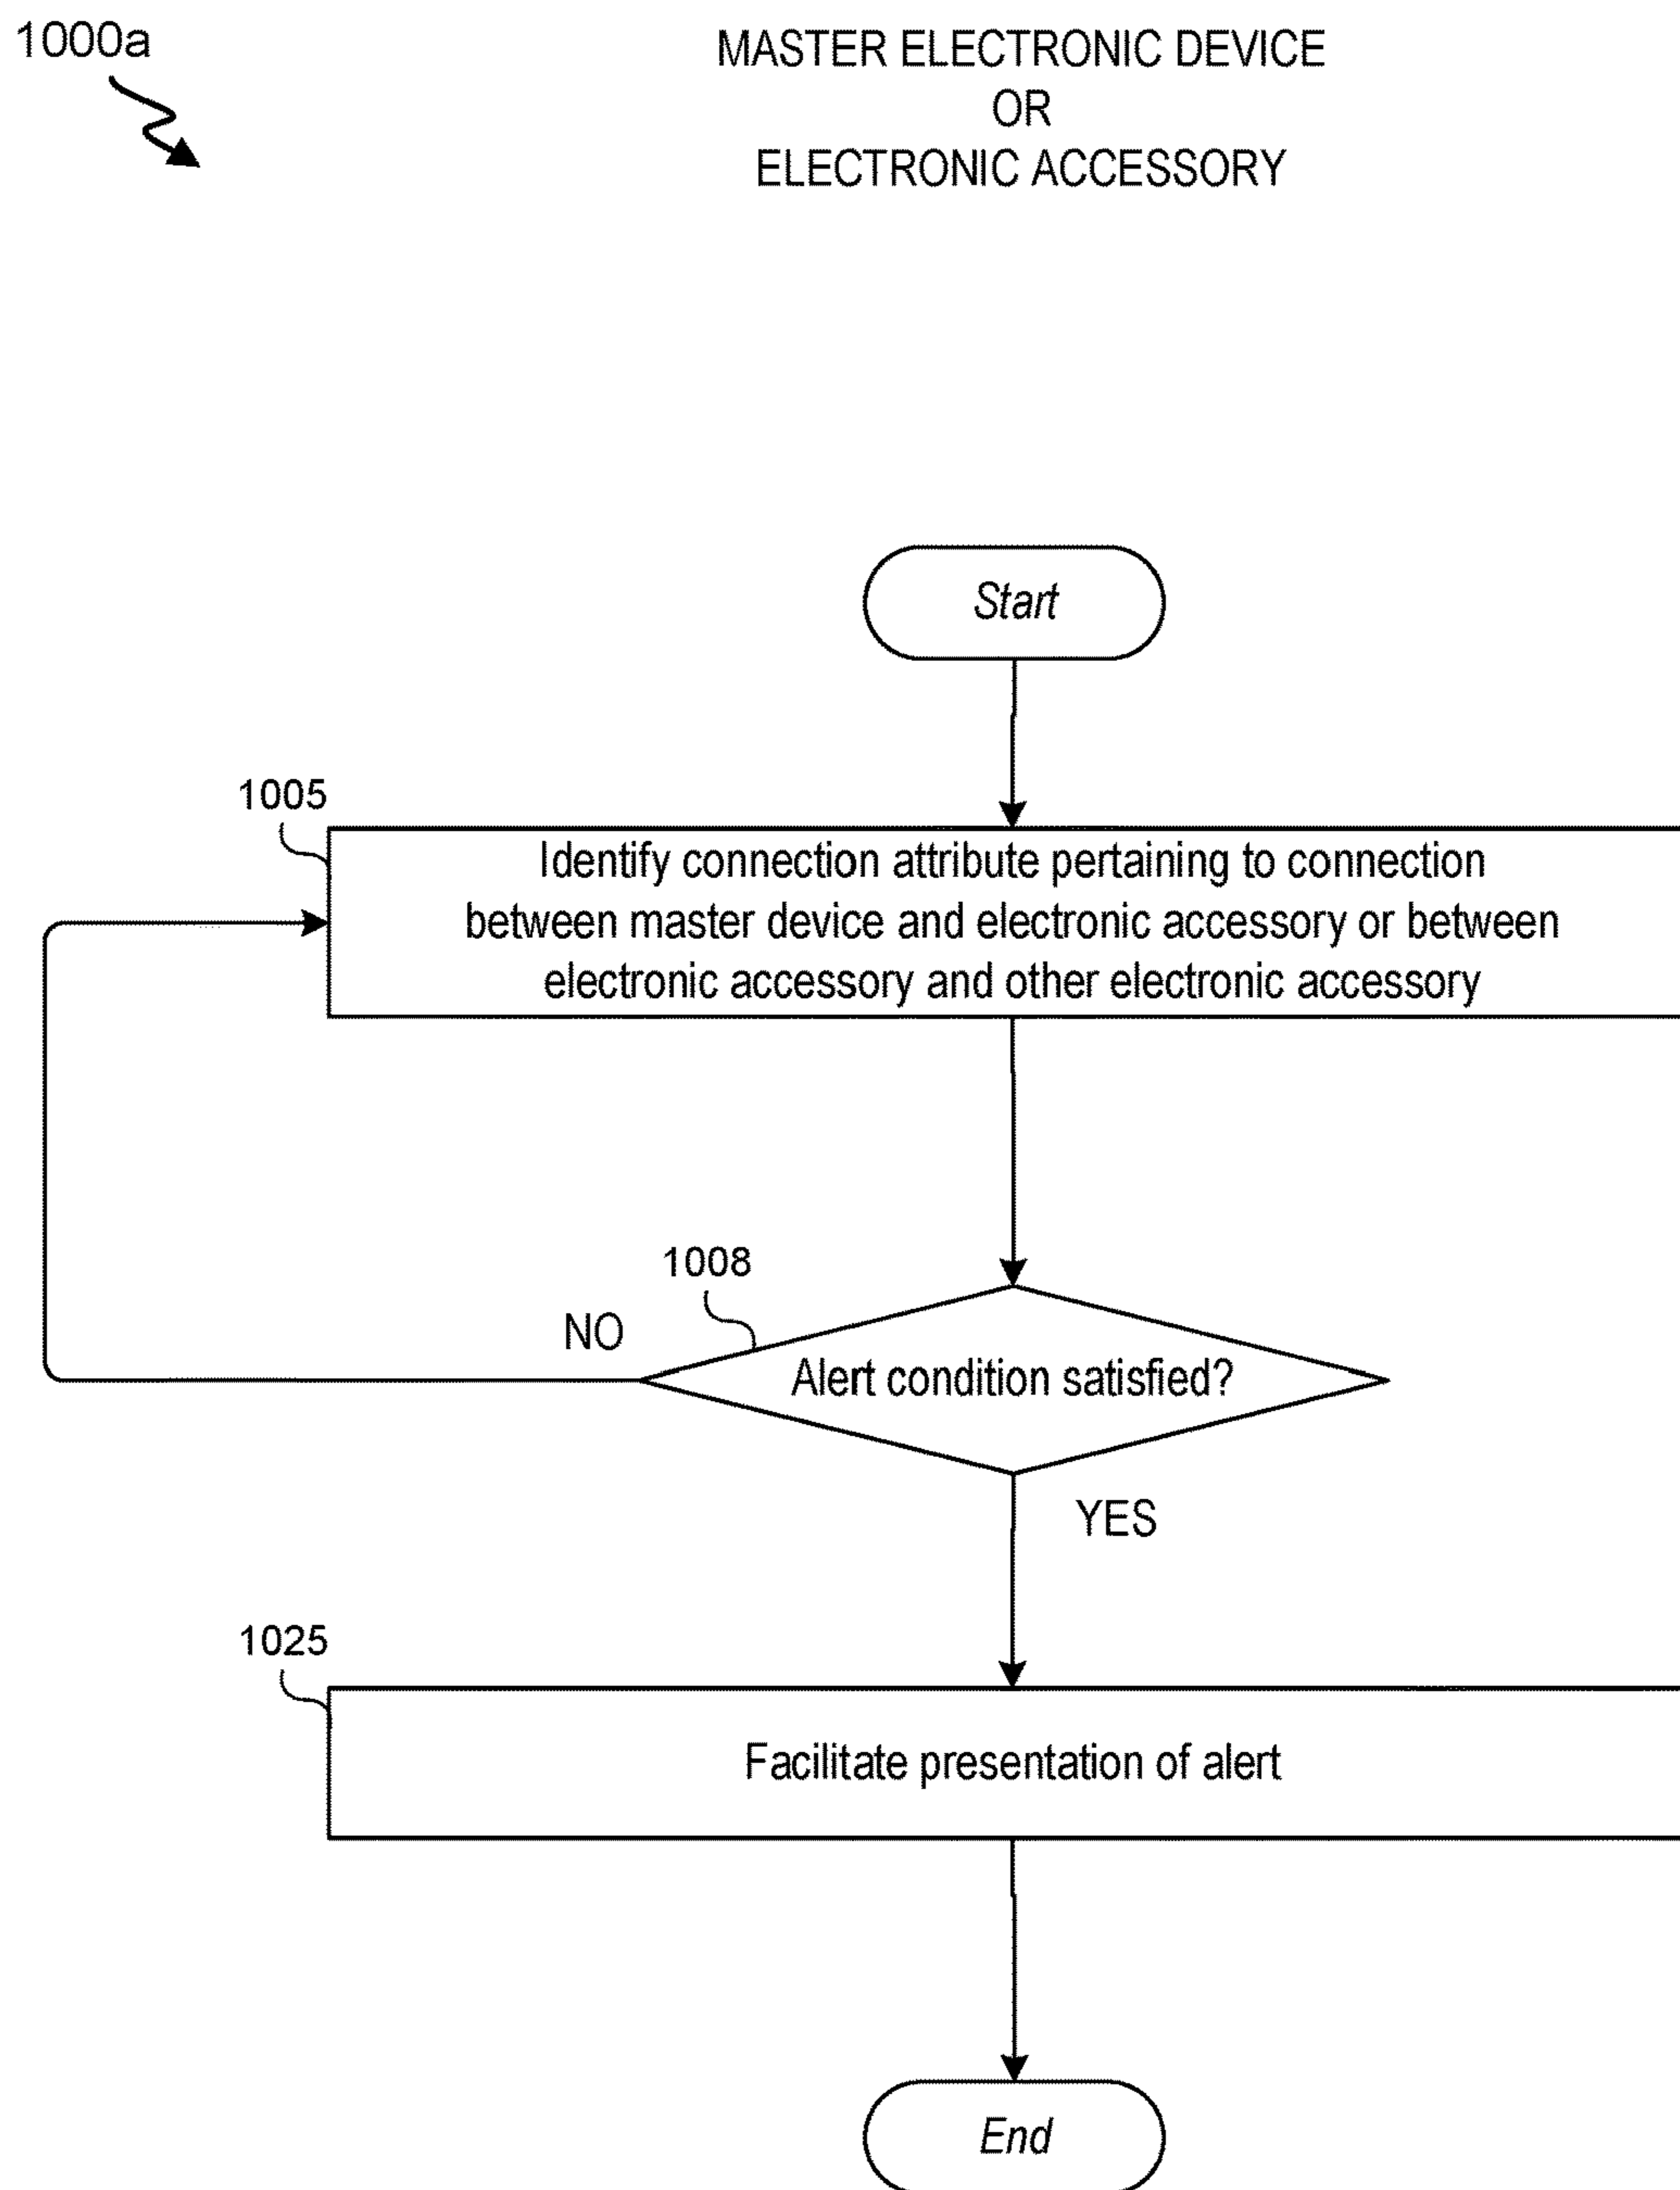 1000a
MASTER ELECTRONIC DEVICE
OR
ELECTRONIC ACCESSORY
Start
1005
Identify connection attribute pertaining to connection
between master device and electronic accessory or between
electronic accessory and other electronic accessory
1008
NO
Alert condition satisfied?
YES
1025
Facilitate presentation of alert
End